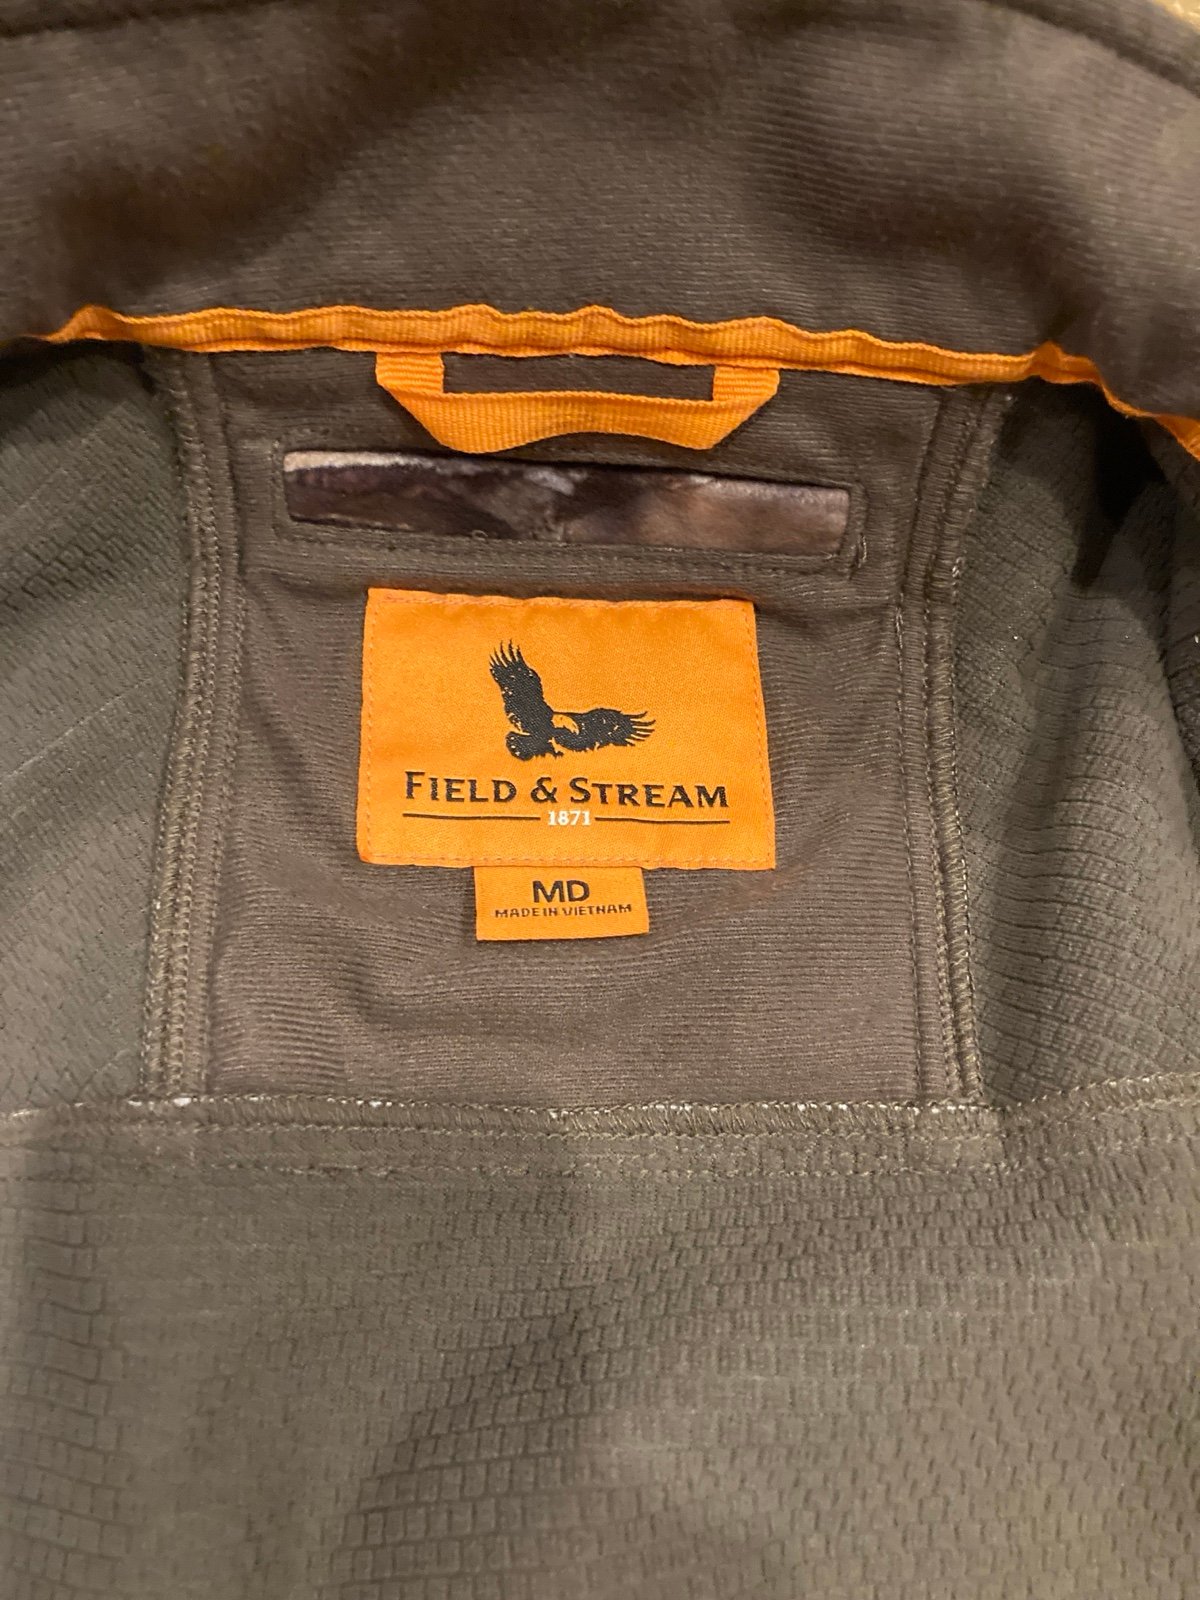 FIELD & STREAM
1871
MD
MADE IN VIETNAM